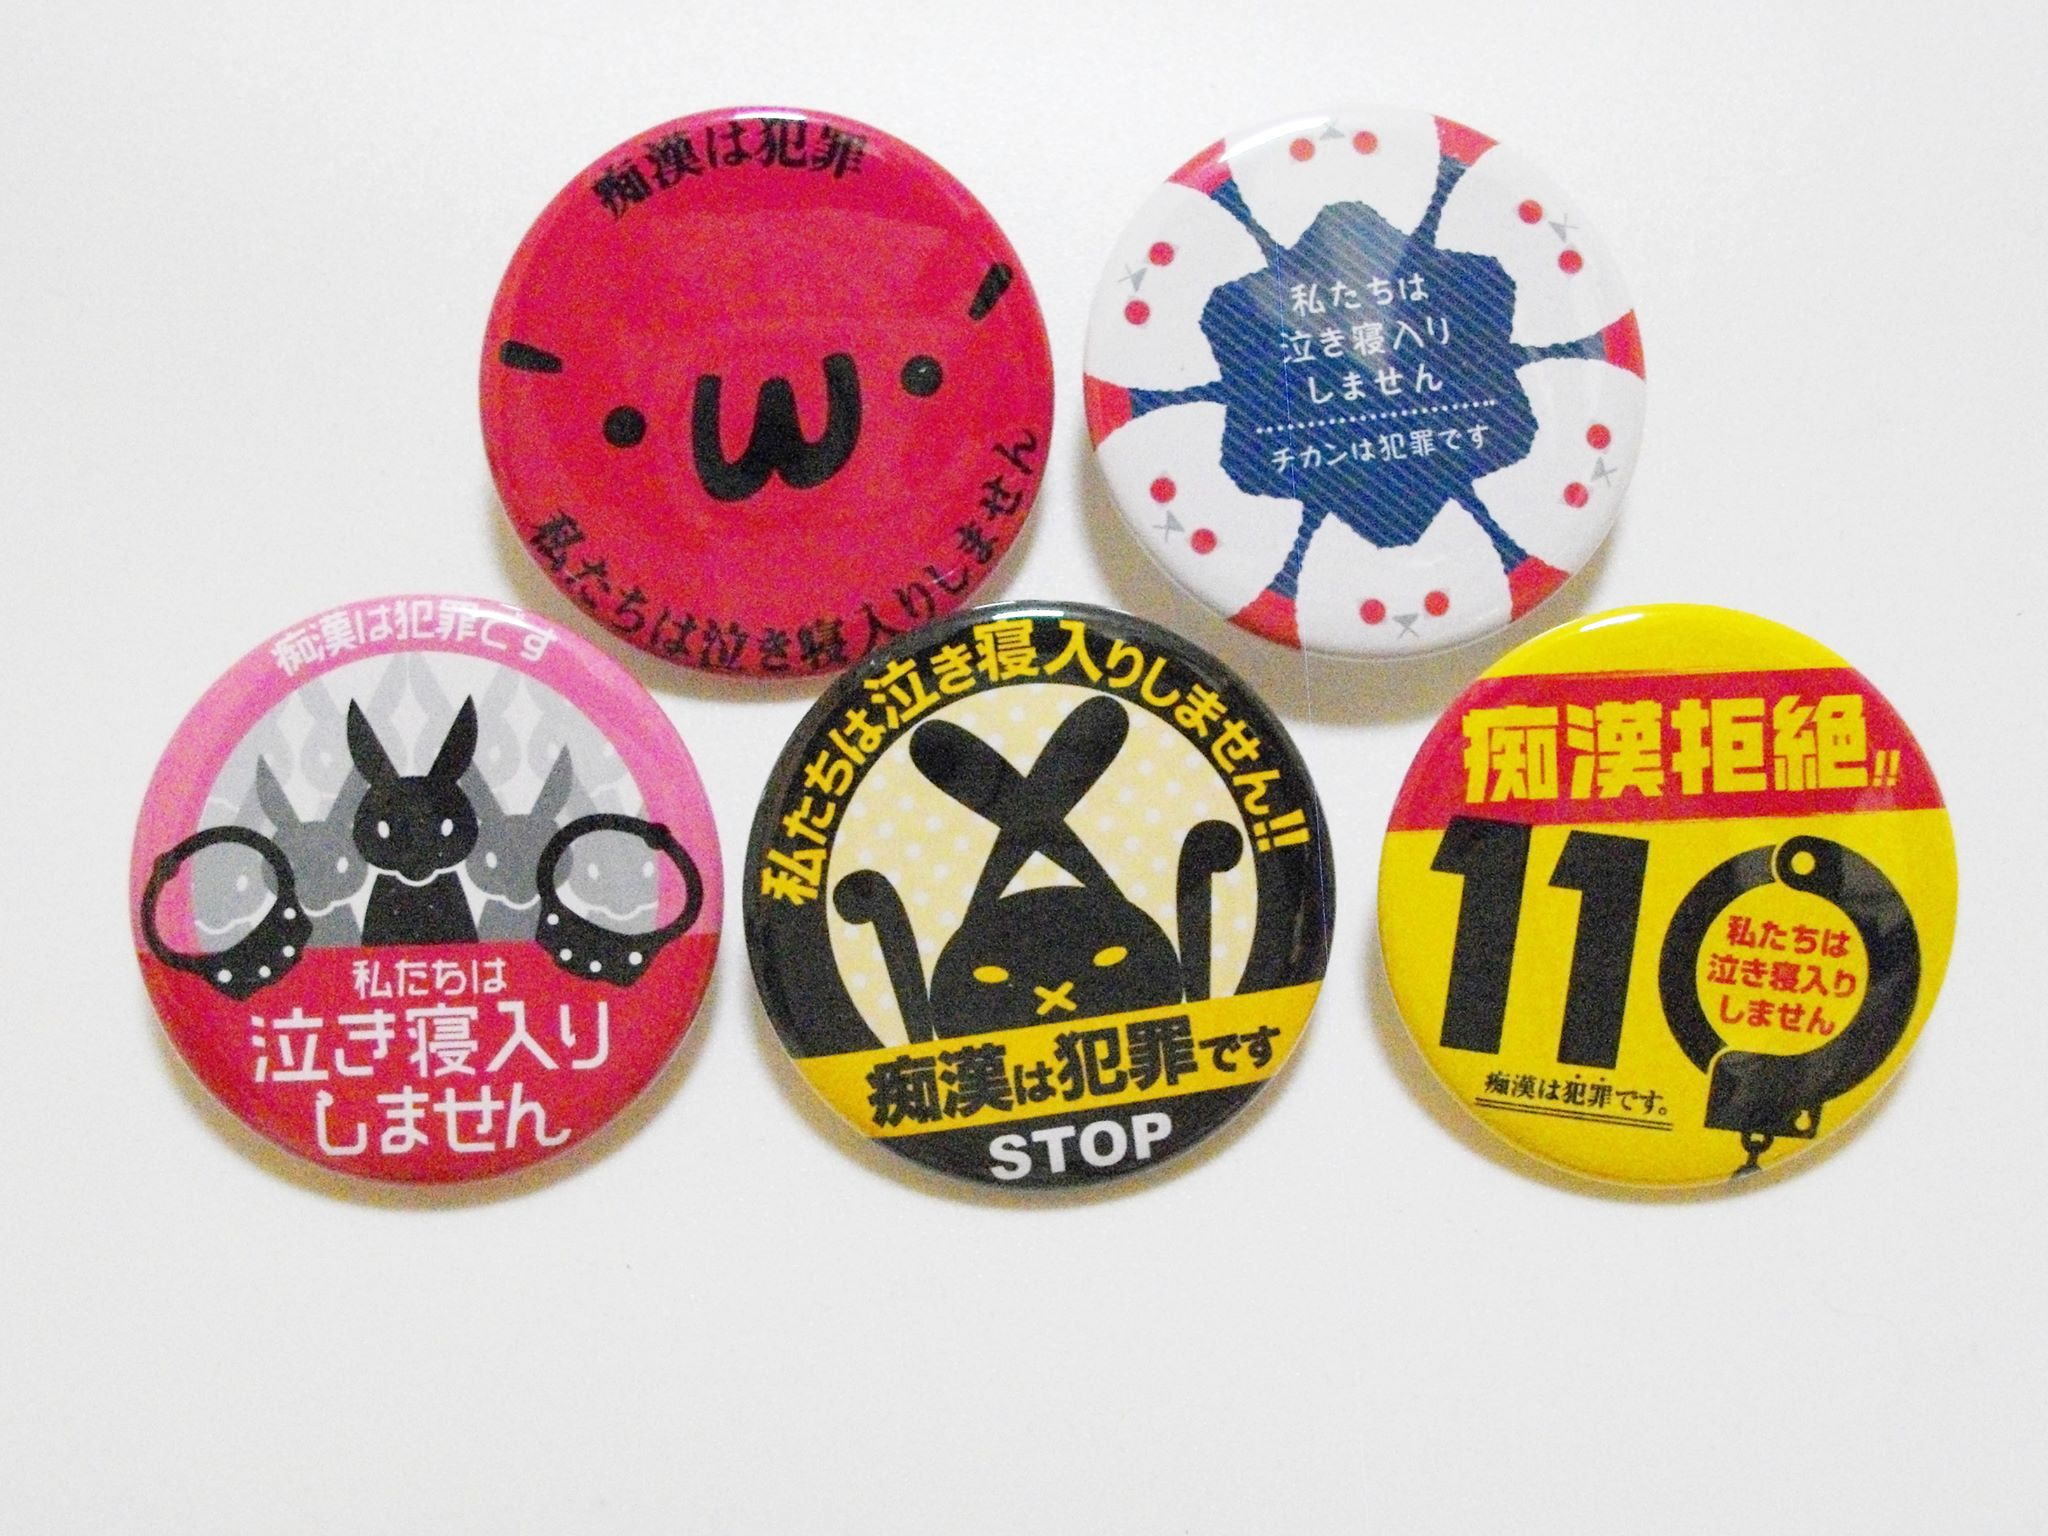 痴漢は犯罪
私たちは泣き寝入りしません
私たちは
泣き寝入り
しません
チカンは犯罪です
痴漢は犯罪です
私たちは
泣き寝入り
しません
私たちは泣き寝入りしません!!
痴漢は犯罪です
STOP
痴漢拒絶!!
110
私たちは
泣き寝入り
しません
痴漢は犯罪です。